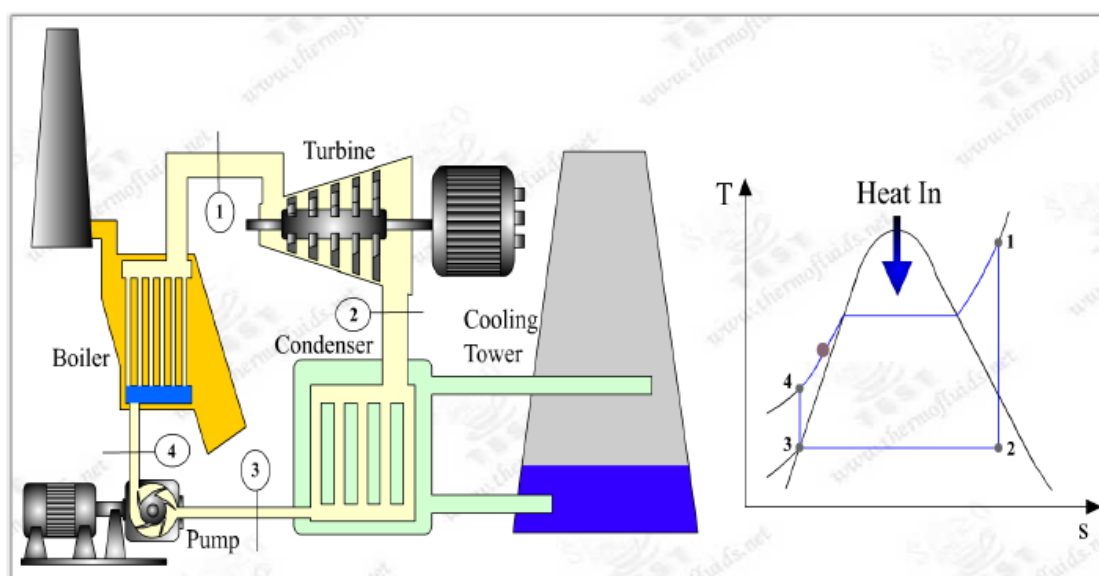 Turbine
1
2
Condenser
Cooling
Tower
Boiler
4
3
Pump
T
Heat In
1
4
3
2
s
TEST
www.thermofluids.net